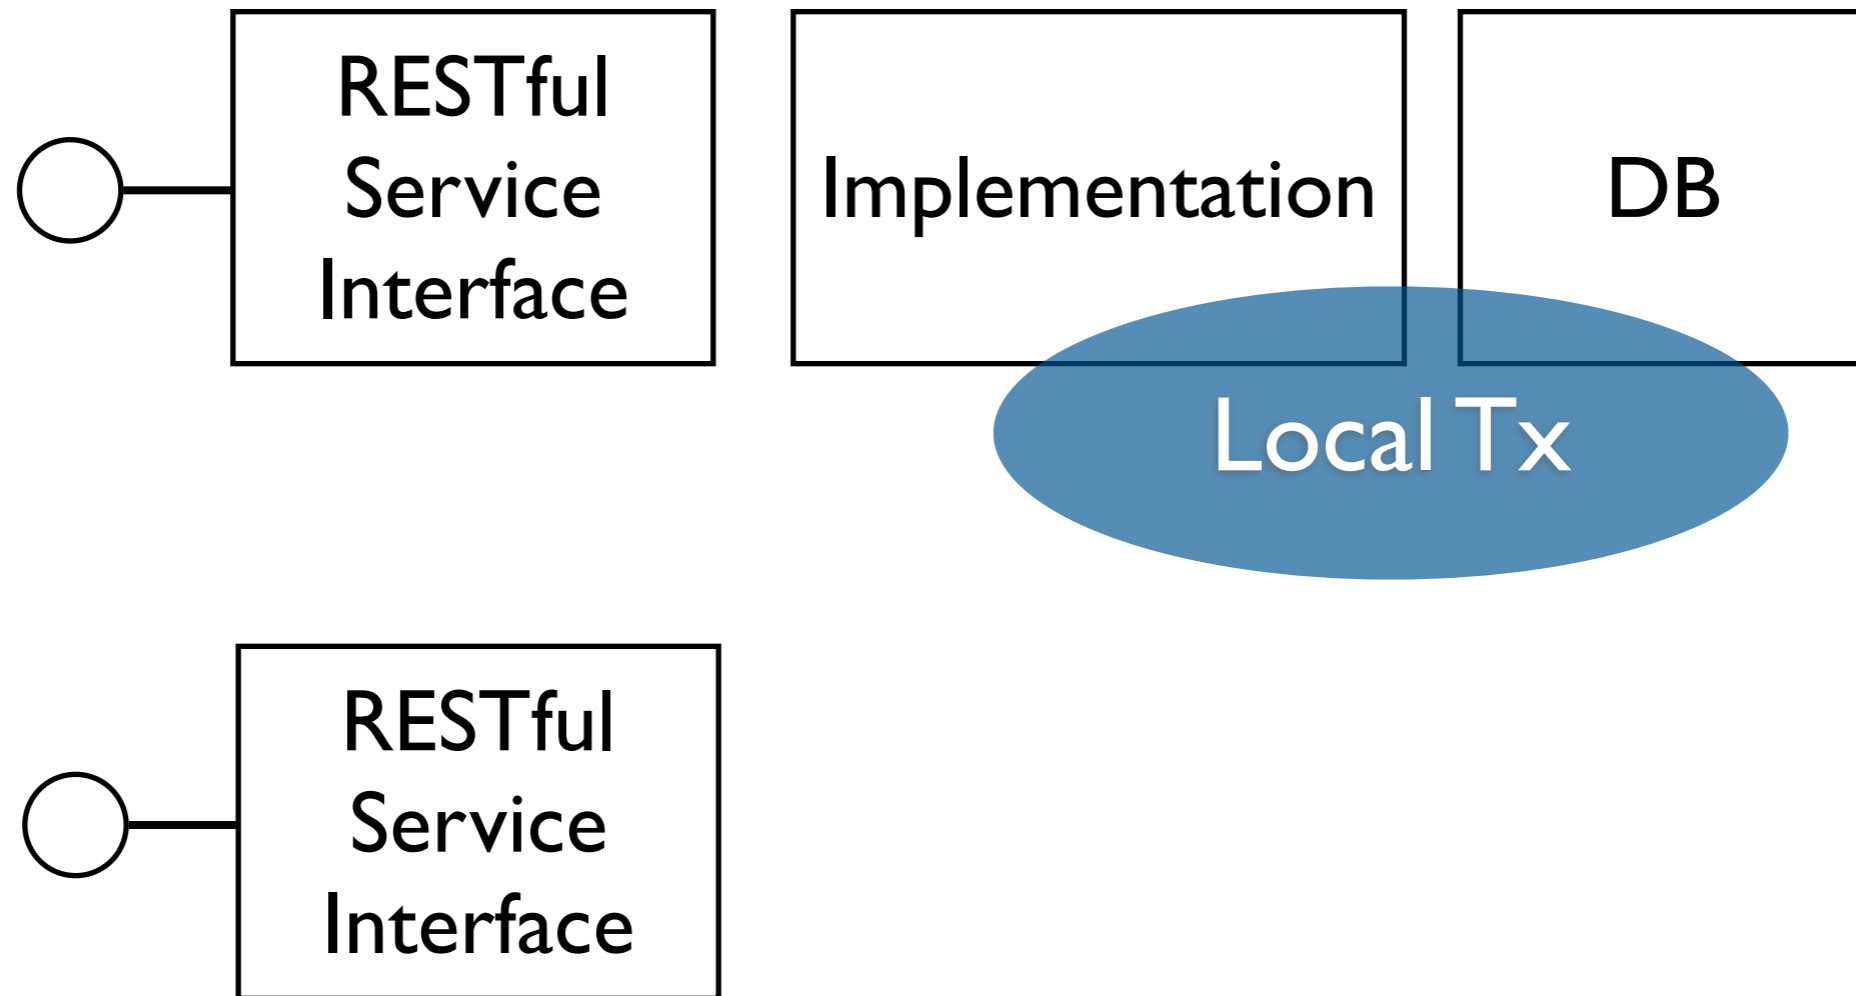 RESTful
Service
Interface
Implementation
DB
Local Tx
RESTful
Service
Interface